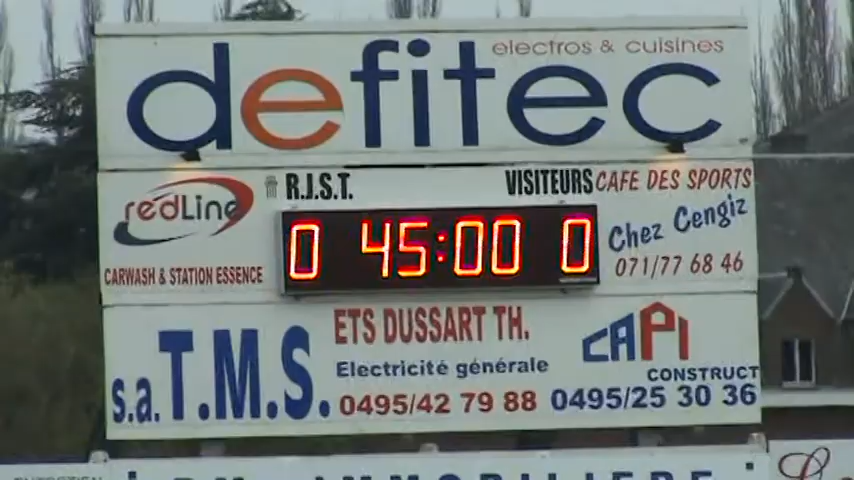 defitec
electros & cuisines
redLine
CARWASH & STATION ESSENCE
R.J.S.T.
VISITEURS
0 45:00 0
CAFE DES SPORTS
Chez Cengiz
071/77 68 46
s.a. T.M.S.
ETS DUSSART TH.
Electricité générale
0495/42 79 88
CAPI
CONSTRUCT
0495/25 30 36